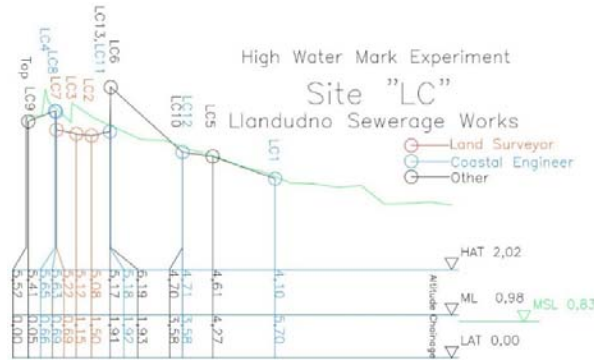 High Water Mark Experiment
Site "LC"
Llandudno Sewerage Works
Land Surveyor
Coastal Engineer
Other
Top
LC9
LC4
LC8
LC7
LC3
LC2
LC13,LC11
LC6
LC10
LC12
LC5
LC1
HAT 2,02
ML 0,98
MSL 0,83
LAT 0,00
Altitude
Chainage
5,52
5,41
5,65
5,63
5,22
5,12
5,08
5,17
5,18
6,19
4,70
4,71
4,61
4,10
0,00
0,05
0,66
0,69
0,69
1,15
1,50
1,91
1,92
1,93
3,58
3,58
4,27
5,70